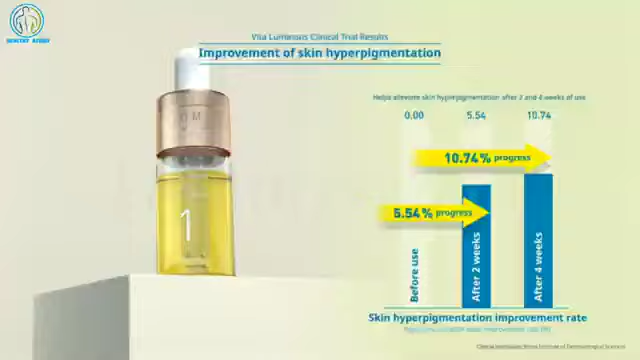 Vita Luminous Clinical Trial Results
Improvement of skin hyperpigmentation
Helps alleviate skin hyperpigmentation after 2 and 4 weeks of use
0.00 5.54 10.74
10.74% progress
5.54% progress
Before use
After 2 weeks
After 4 weeks
Skin hyperpigmentation improvement rate
O M
1